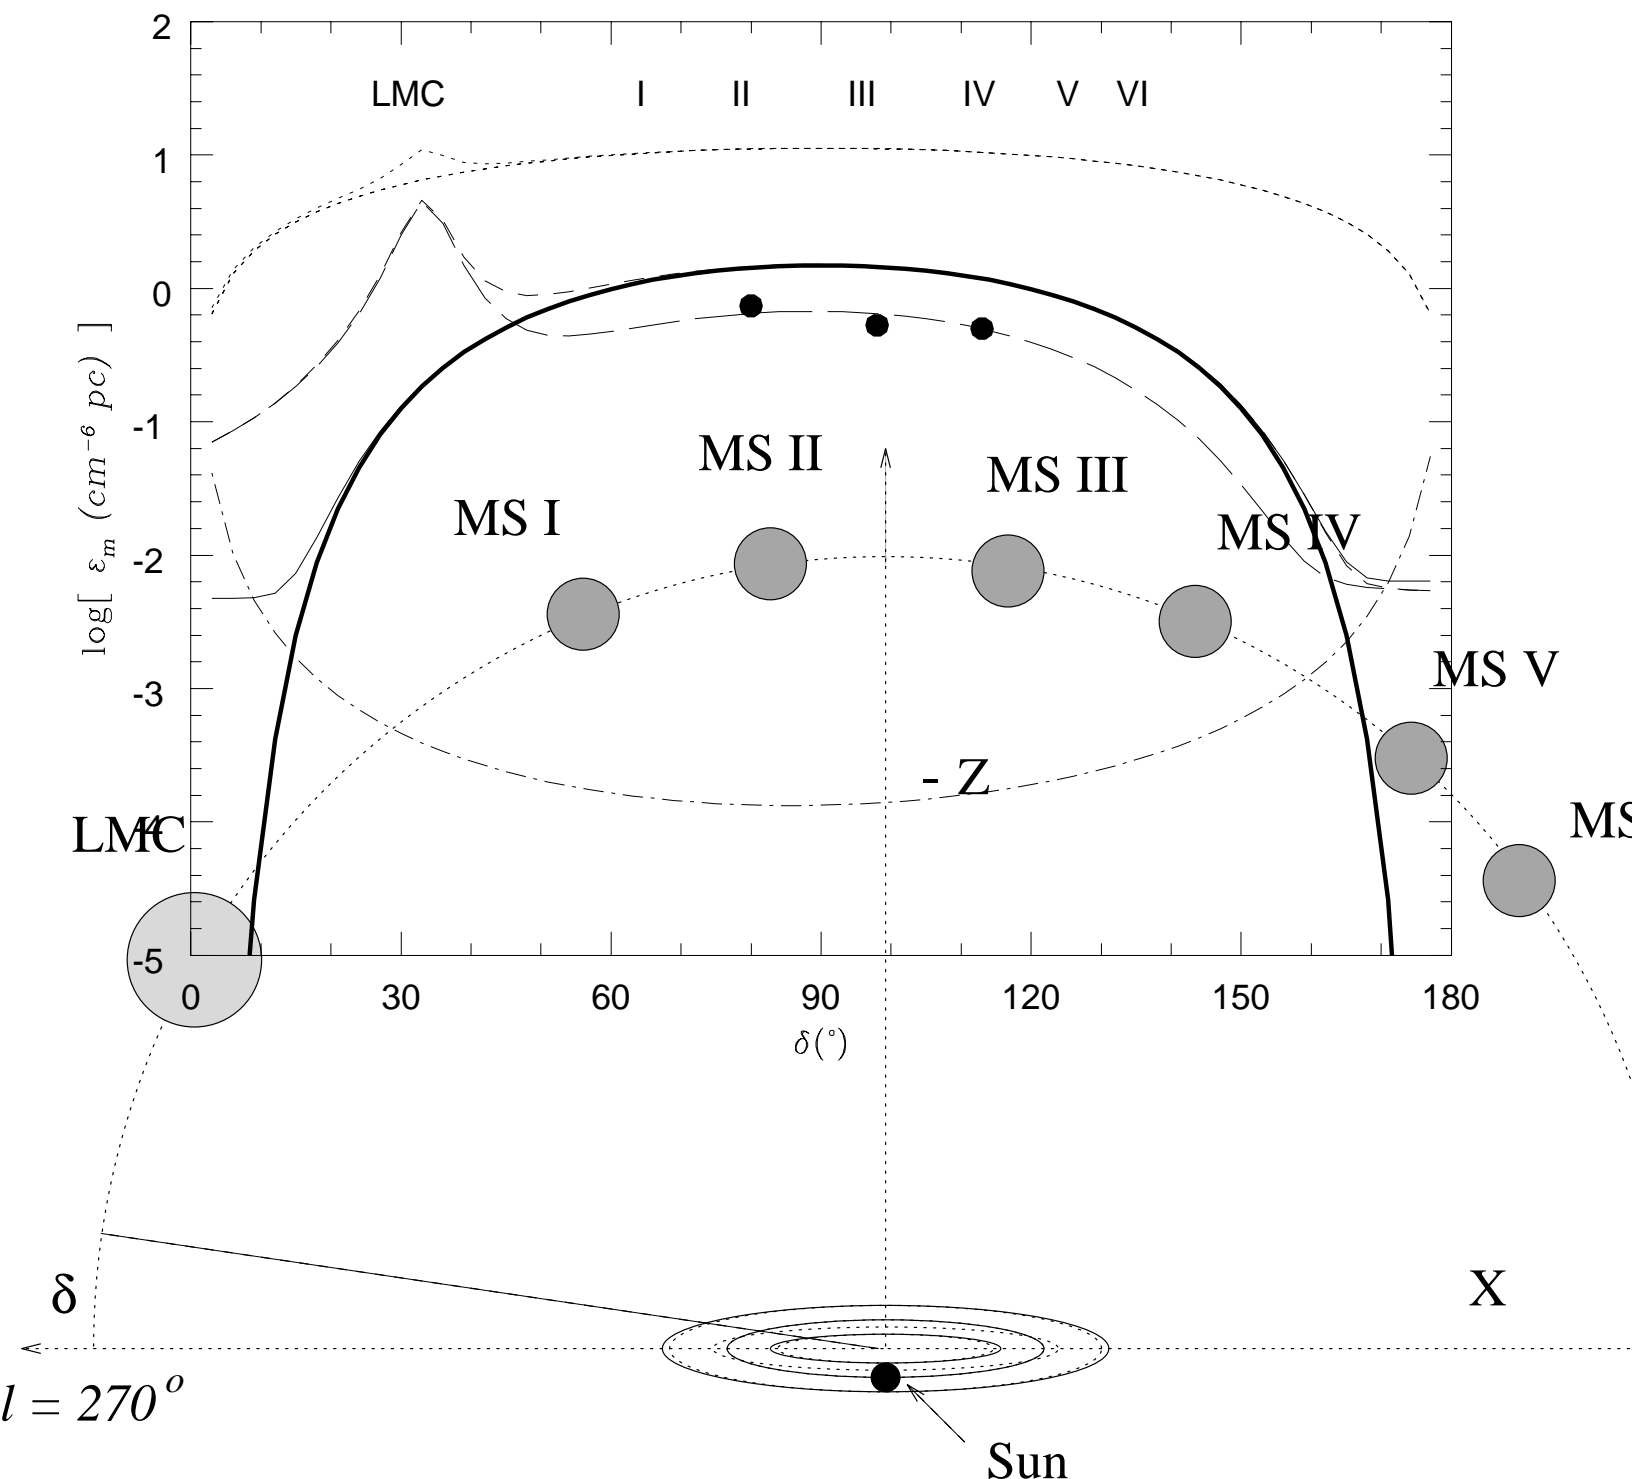 2
LMC I II III IV V VI
1
0
-1
-2
-3
-4
-5
log[ ε_m (cm^−6 pc) ]
0 30 60 90 120 150 180
δ(°)
MS I
MS II
MS III
MS IV
MS V
MS
LMC
- Z
δ
X
l = 270^o
Sun